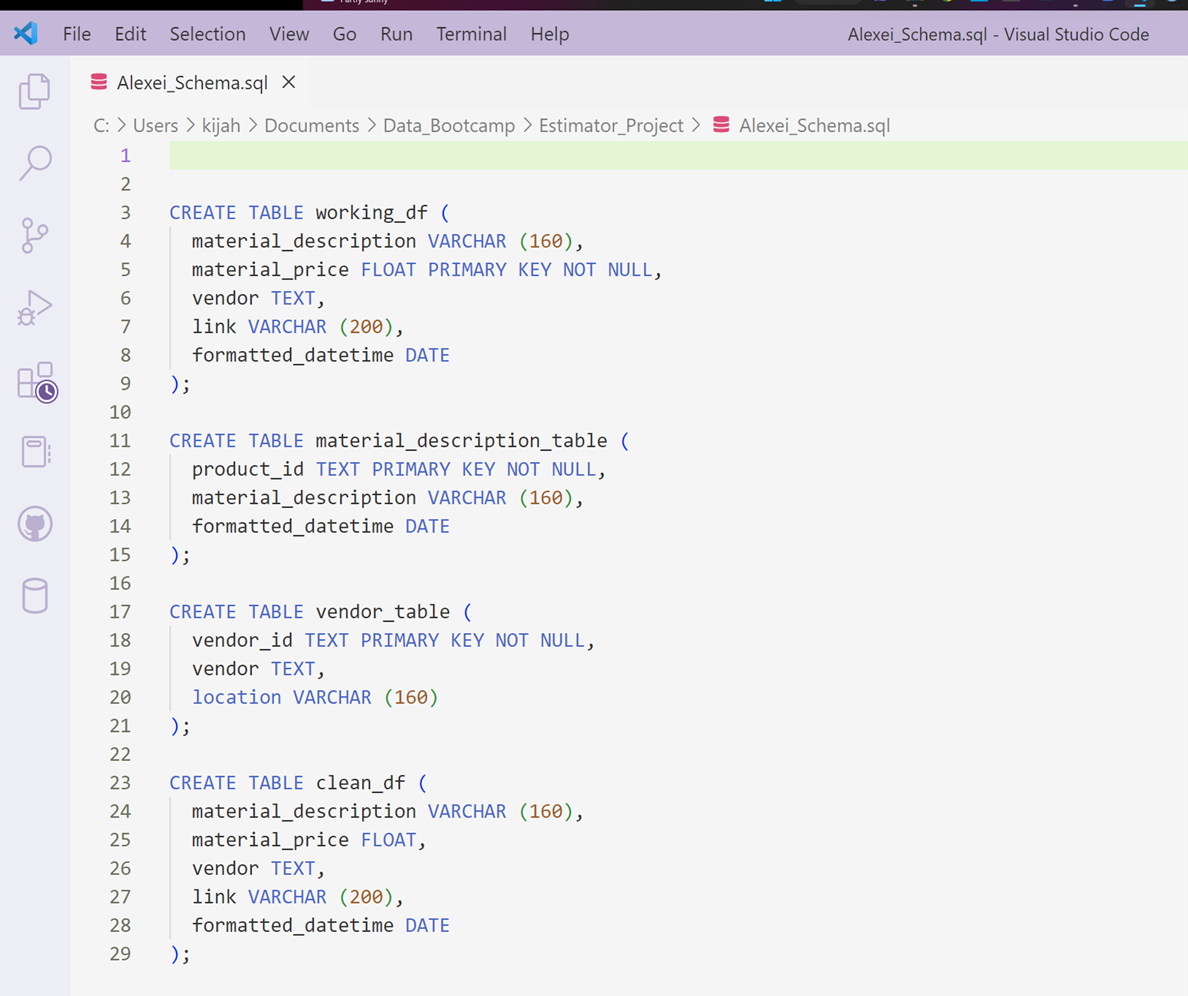 Partly sunny
File Edit Selection View Go Run Terminal Help Alexei_Schema.sql - Visual Studio Code
Alexei_Schema.sql
C: > Users > kijah > Documents > Data_Bootcamp > Estimator_Project > Alexei_Schema.sql
1
2
3 CREATE TABLE working_df (
4 material_description VARCHAR (160),
5 material_price FLOAT PRIMARY KEY NOT NULL,
6 vendor TEXT,
7 link VARCHAR (200),
8 formatted_datetime DATE
9 );
10
11 CREATE TABLE material_description_table (
12 product_id TEXT PRIMARY KEY NOT NULL,
13 material_description VARCHAR (160),
14 formatted_datetime DATE
15 );
16
17 CREATE TABLE vendor_table (
18 vendor_id TEXT PRIMARY KEY NOT NULL,
19 vendor TEXT,
20 location VARCHAR (160)
21 );
22
23 CREATE TABLE clean_df (
24 material_description VARCHAR (160),
25 material_price FLOAT,
26 vendor TEXT,
27 link VARCHAR (200),
28 formatted_datetime DATE
29 );